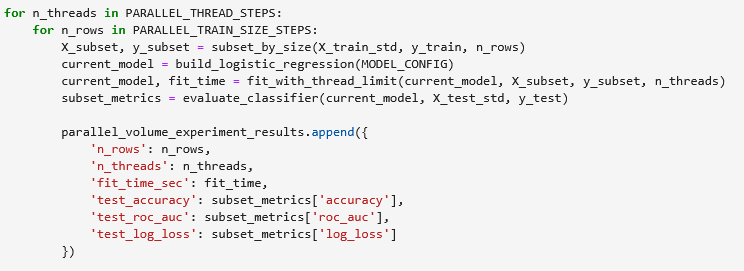 for n_threads in PARALLEL_THREAD_STEPS:
    for n_rows in PARALLEL_TRAIN_SIZE_STEPS:
        X_subset, y_subset = subset_by_size(X_train_std, y_train, n_rows)
        current_model = build_logistic_regression(MODEL_CONFIG)
        current_model, fit_time = fit_with_thread_limit(current_model, X_subset, y_subset, n_threads)
        subset_metrics = evaluate_classifier(current_model, X_test_std, y_test)

        parallel_volume_experiment_results.append({
            'n_rows': n_rows,
            'n_threads': n_threads,
            'fit_time_sec': fit_time,
            'test_accuracy': subset_metrics['accuracy'],
            'test_roc_auc': subset_metrics['roc_auc'],
            'test_log_loss': subset_metrics['log_loss']
        })